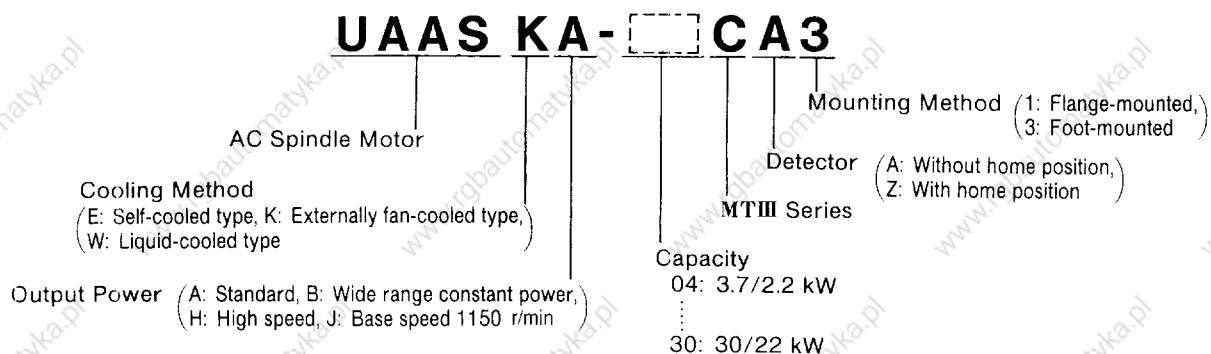 UAAS KA- CA3
Mounting Method (1: Flange-mounted,
3: Foot-mounted)
AC Spindle Motor
Detector (A: Without home position,
Z: With home position)
Cooling Method
(E: Self-cooled type, K: Externally fan-cooled type,
W: Liquid-cooled type)
MTIII Series
Capacity
04: 3.7/2.2 kW
30: 30/22 kW
Output Power (A: Standard, B: Wide range constant power,
H: High speed, J: Base speed 1150 r/min)
www.rgbautomatyka.pl